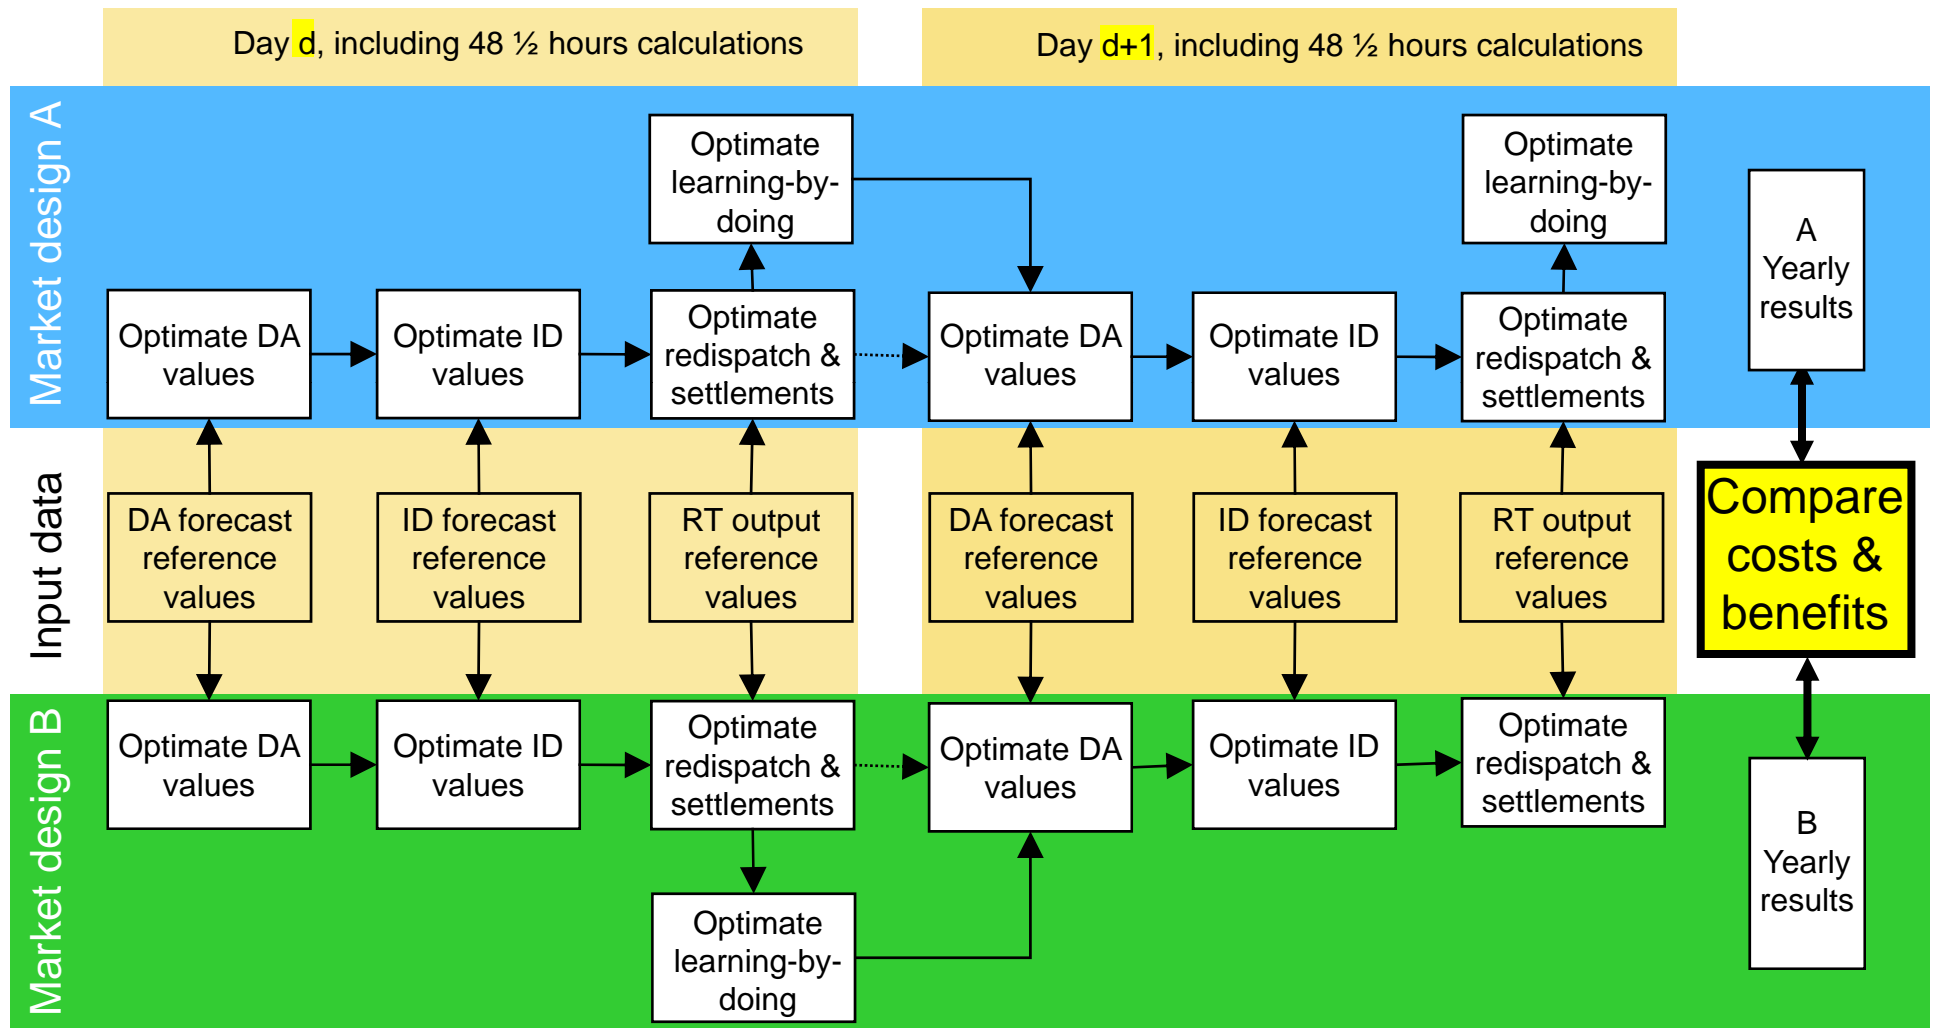 Day d, including 48 ½ hours calculations
Day d+1, including 48 ½ hours calculations
Market design A
Optimate
learning-by-
doing
Optimate
learning-by-
doing
A
Yearly
results
Optimate DA
values
Optimate ID
values
Optimate
redispatch &
settlements
Optimate DA
values
Optimate ID
values
Optimate
redispatch &
settlements
Input data
DA forecast
reference
values
ID forecast
reference
values
RT output
reference
values
DA forecast
reference
values
ID forecast
reference
values
RT output
reference
values
Compare
costs &
benefits
Market design B
Optimate DA
values
Optimate ID
values
Optimate
redispatch &
settlements
Optimate DA
values
Optimate ID
values
Optimate
redispatch &
settlements
B
Yearly
results
Optimate
learning-by-
doing